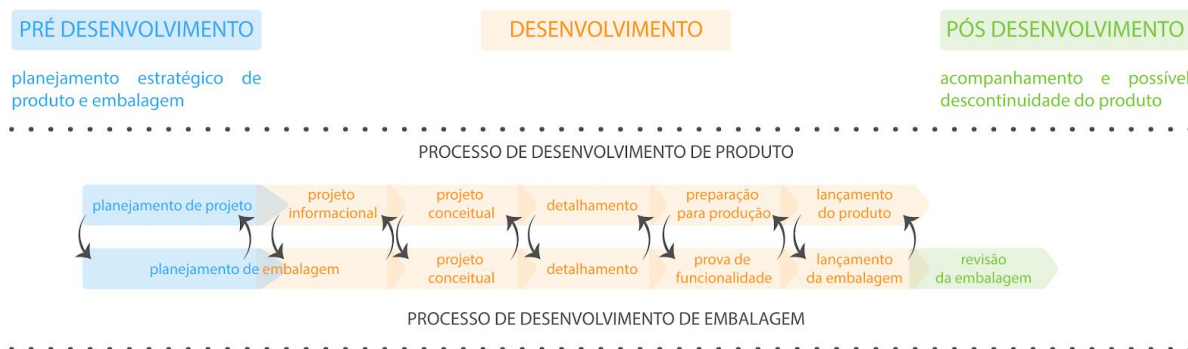 PRÉ DESENVOLVIMENTO
DESENVOLVIMENTO
PÓS DESENVOLVIMENTO
planejamento estratégico de
produto e embalagem
acompanhamento e possível
descontinuidade do produto
PROCESSO DE DESENVOLVIMENTO DE PRODUTO
planejamento de projeto
projeto
informacional
projeto
conceitual
detalhamento
preparação
para produção
lançamento
do produto
planejamento de embalagem
projeto
conceitual
detalhamento
prova de
funcionalidade
lançamento
da embalagem
revisão
da embalagem
PROCESSO DE DESENVOLVIMENTO DE EMBALAGEM